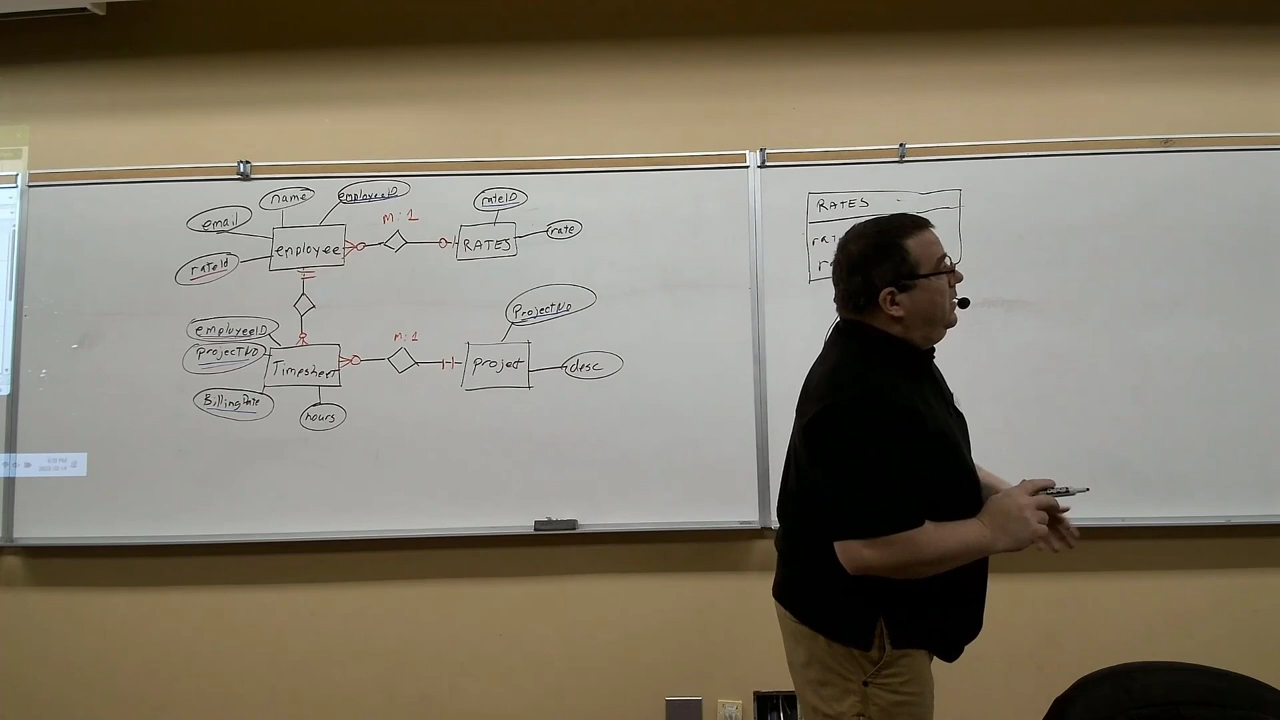 name
employeeID
email
M:1
rateID
rate
employee
RATES
rateId
employeeID
projectNO
Timesheet
BillingDate
hours
M:1
ProjectNo
project
desc
RATES